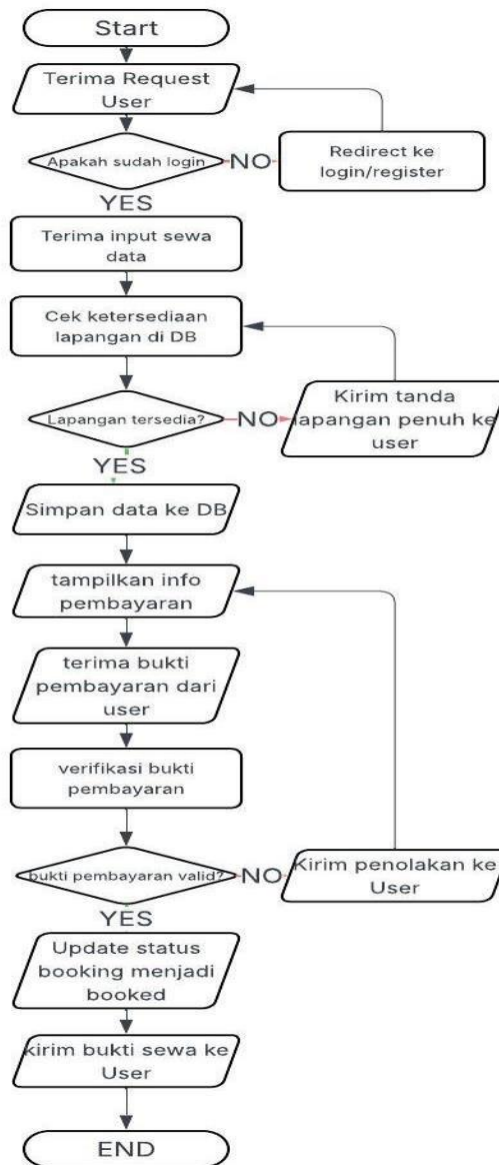 Start
Terima Request
User
Apakah sudah login
NO
Redirect ke
login/register
YES
Terima input sewa
data
Cek ketersediaan
lapangan di DB
Lapangan tersedia?
NO
Kirim tanda
lapangan penuh ke
user
YES
Simpan data ke DB
tampilkan info
pembayaran
terima bukti
pembayaran dari
user
verifikasi bukti
pembayaran
bukti pembayaran valid?
NO
Kirim penolakan ke
User
YES
Update status
booking menjadi
booked
kirim bukti sewa ke
User
END